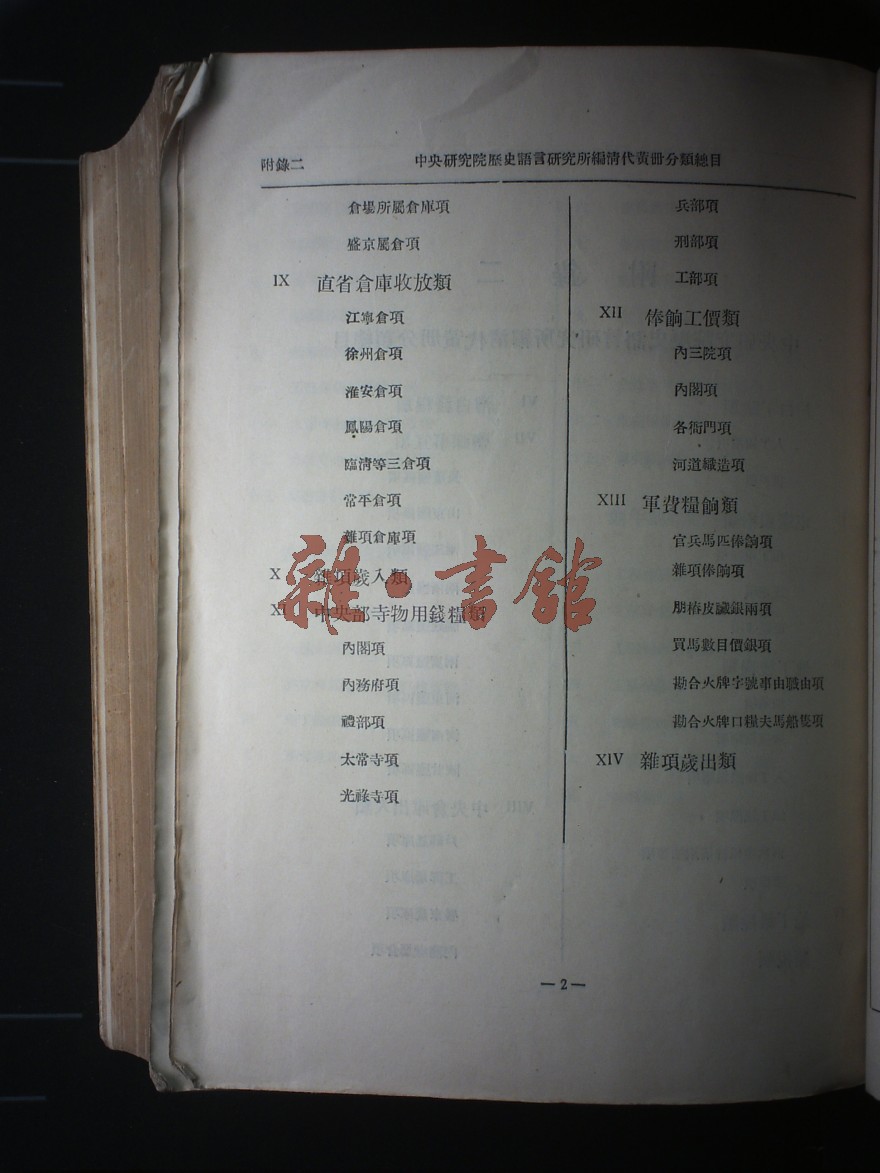 附錄二
中央研究院歷史語言研究所編清代黃冊分類總目
倉場所屬倉庫項
盛京屬倉項
IX 直省倉庫收放類
江寧倉項
徐州倉項
淮安倉項
鳳陽倉項
臨清等三倉項
常平倉項
雜項倉庫項
X 雜項歲入類
XI 中央部寺物用錢糧類
內閣項
內務府項
禮部項
太常寺項
光祿寺項
兵部項
刑部項
工部項
XII 俸餉工價類
內三院項
內閣項
各衙門項
河道織造項
XIII 軍費糧餉類
官兵馬匹俸餉項
雜項俸餉項
朋樁皮臟銀兩項
買馬數目價銀項
勘合火牌字號事由職由項
勘合火牌口糧夫馬船隻項
XIV 雜項歲出類
雜·書館
—2—